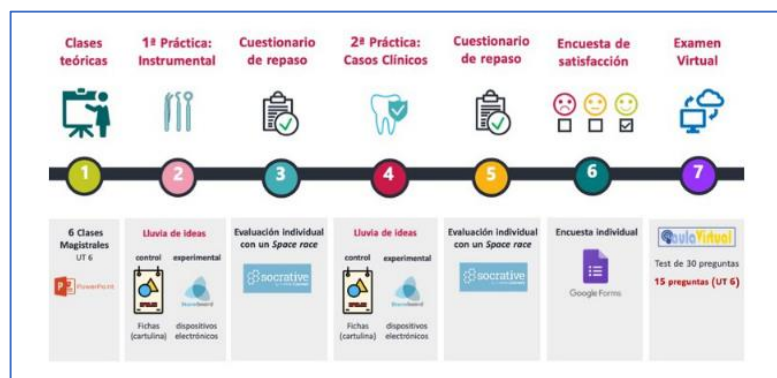 Clases
teóricas
1ª Práctica:
Instrumental
Cuestionario
de repaso
2ª Práctica:
Casos Clínicos
Cuestionario
de repaso
Encuesta de
satisfacción
Examen
Virtual
1
2
3
4
5
6
7
6 Clases
Magistrales
UT 6
PowerPoint
Lluvia de ideas
control experimental
Fichas dispositivos
(cartulina) electrónicos
Evaluación individual
con un Space race
socrative
Lluvia de ideas
control experimental
Fichas dispositivos
(cartulina) electrónicos
Evaluación individual
con un Space race
socrative
Encuesta individual
Google Forms
aulaVirtual
Test de 30 preguntas
15 preguntas (UT 6)